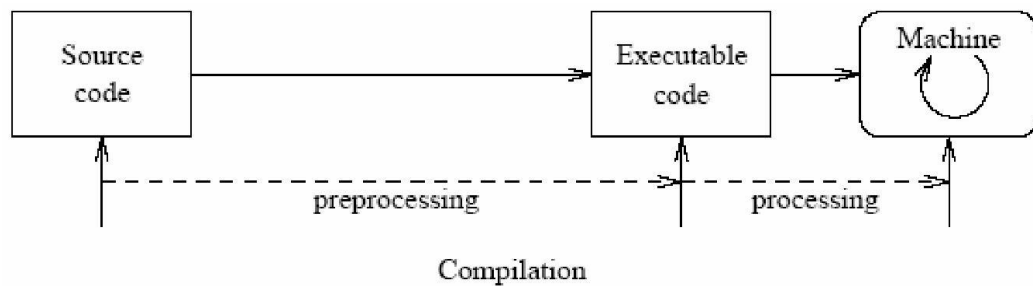 Source
code
Executable
code
Machine
preprocessing
processing
Compilation